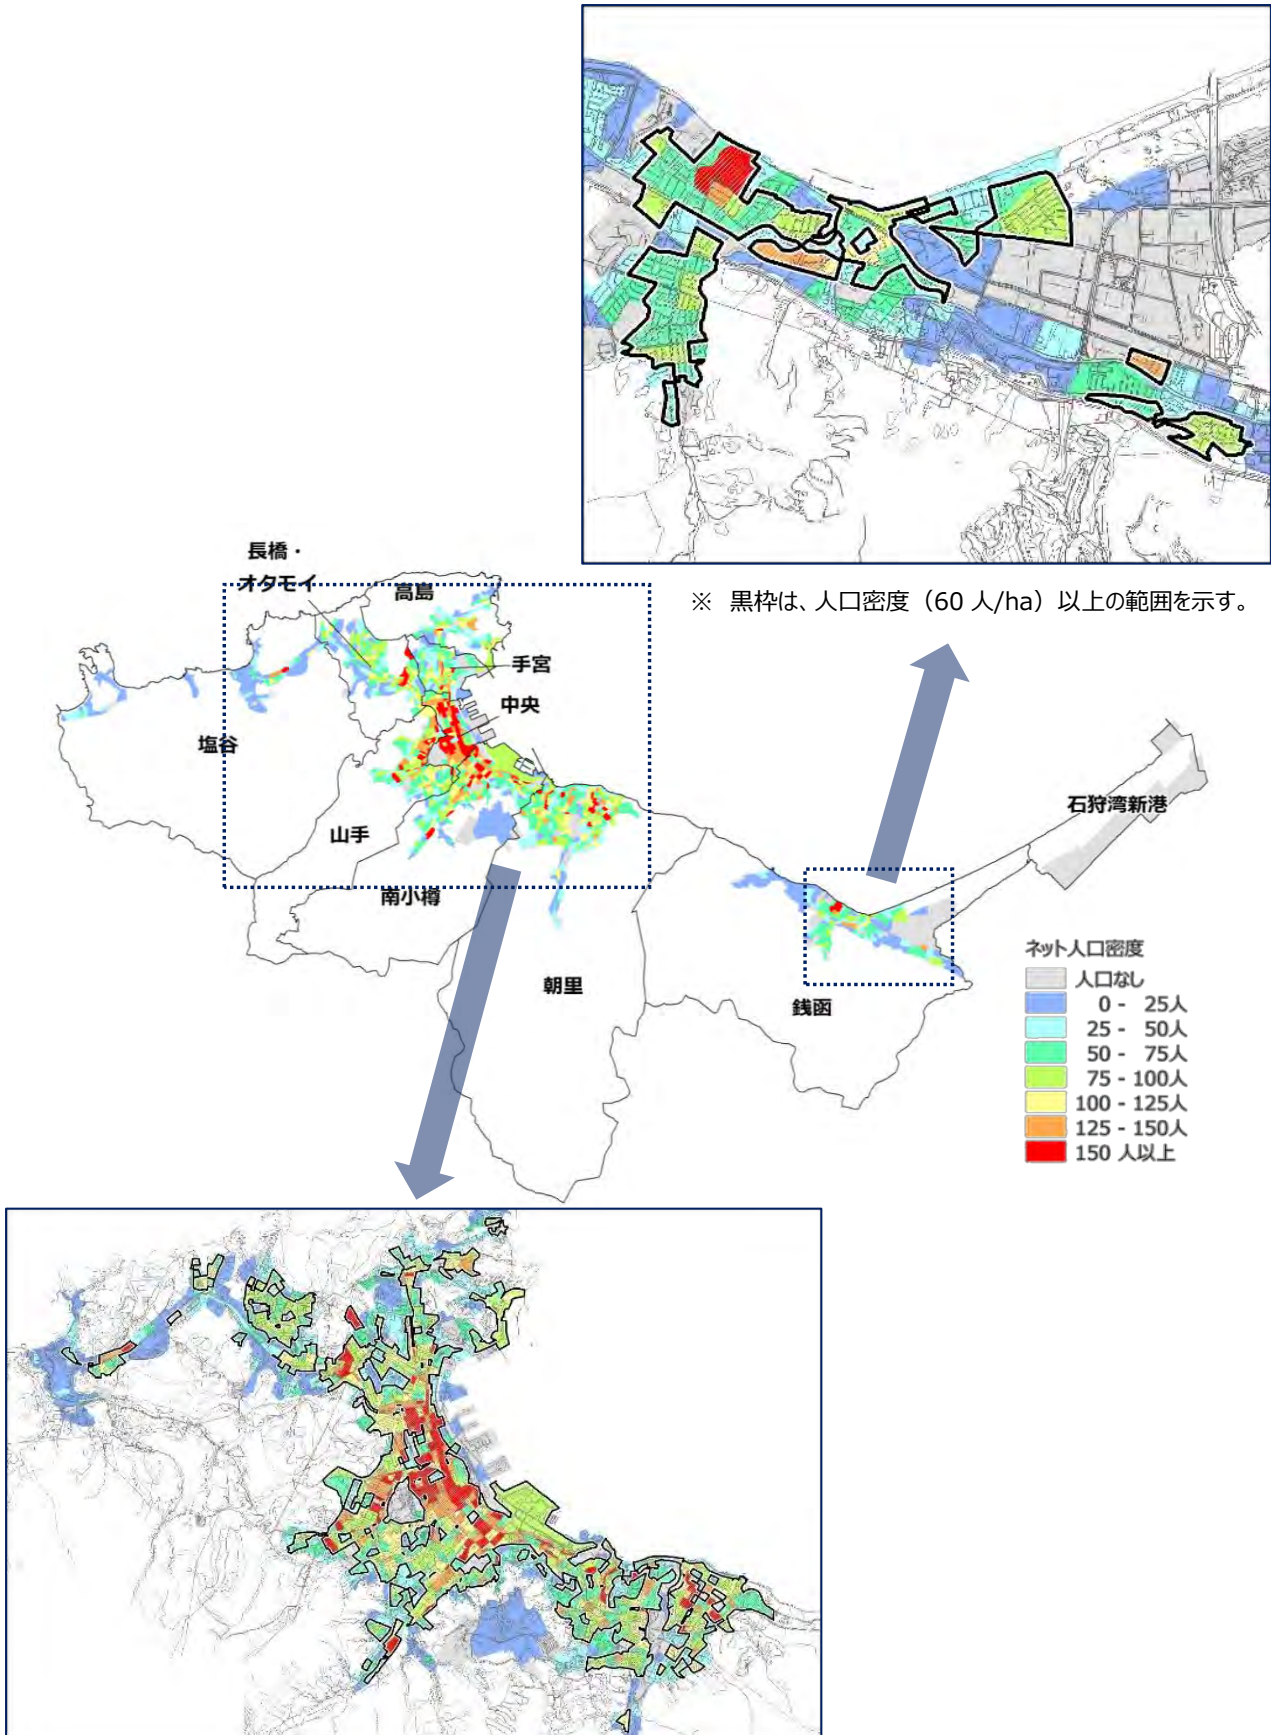 ※ 黒枠は、人口密度（60 人/ha）以上の範囲を示す。
長橋・
オタモイ
高島
手宮
中央
塩谷
山手
南小樽
朝里
銭函
石狩湾新港
ネット人口密度
人口なし
0 - 25人
25 - 50人
50 - 75人
75 - 100人
100 - 125人
125 - 150人
150 人以上